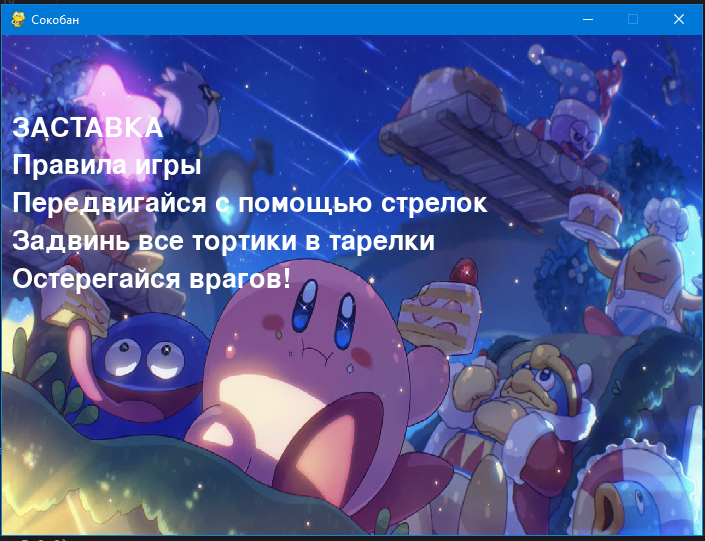 Сокобан
ЗАСТАВКА
Правила игры
Передвигайся с помощью стрелок
Задвинь все тортики в тарелки
Остерегайся врагов!